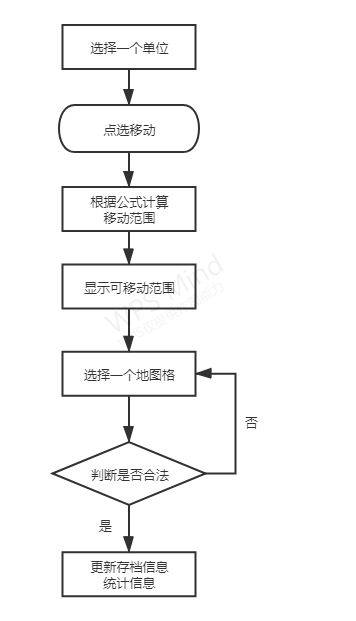 选择一个单位
点选移动
根据公式计算
移动范围
显示可移动范围
WPS Mind
选择一个地图格
否
判断是否合法
是
更新存档信息
统计信息